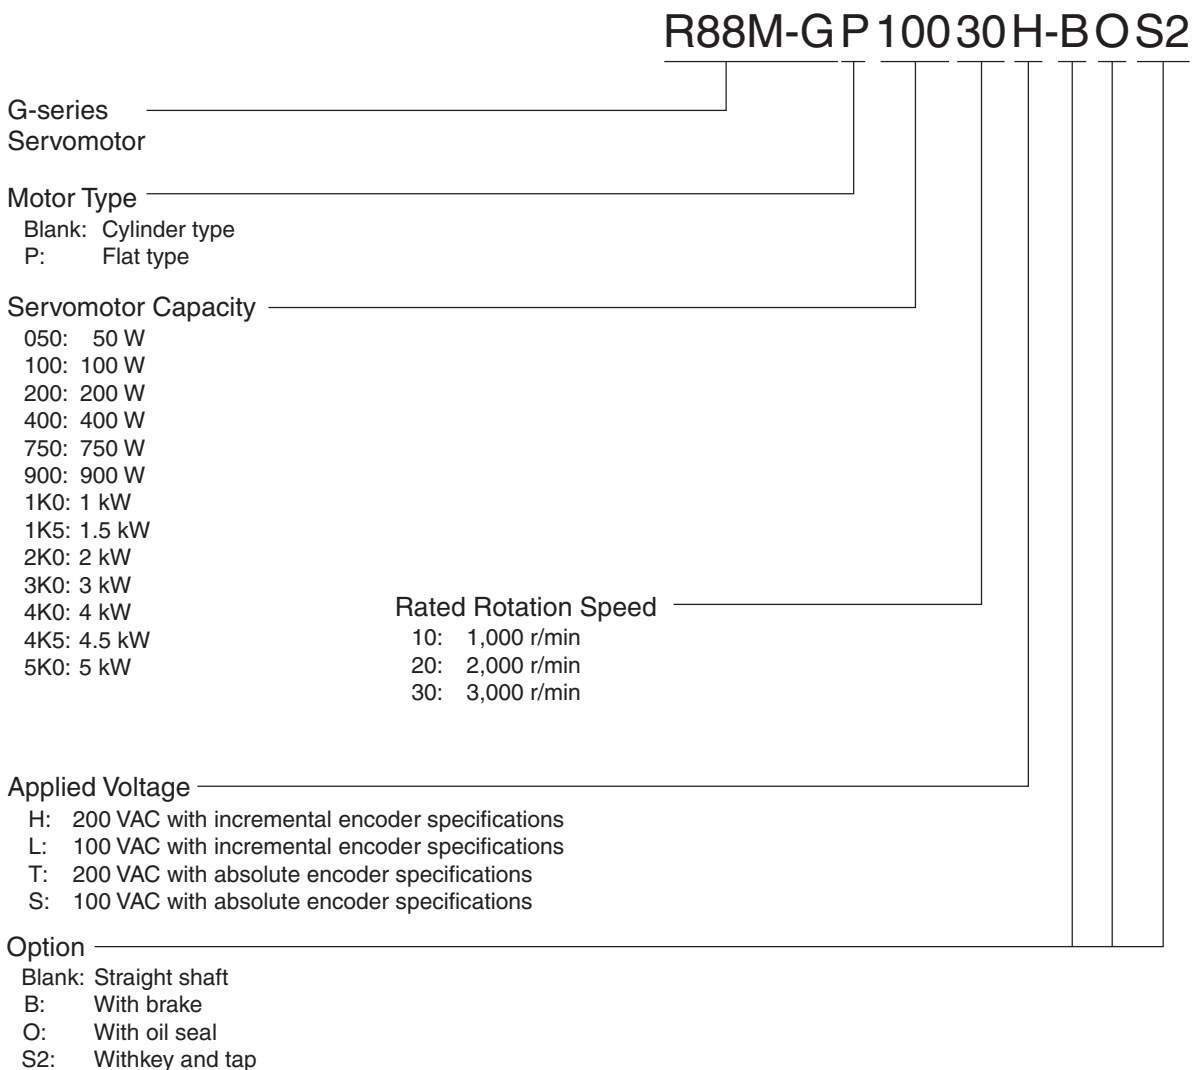 R88M-GP10030H-BOS2
G-series
Servomotor
Motor Type
Blank: Cylinder type
P: Flat type
Servomotor Capacity
050: 50 W
100: 100 W
200: 200 W
400: 400 W
750: 750 W
900: 900 W
1K0: 1 kW
1K5: 1.5 kW
2K0: 2 kW
3K0: 3 kW
4K0: 4 kW
4K5: 4.5 kW
5K0: 5 kW
Rated Rotation Speed
10: 1,000 r/min
20: 2,000 r/min
30: 3,000 r/min
Applied Voltage
H: 200 VAC with incremental encoder specifications
L: 100 VAC with incremental encoder specifications
T: 200 VAC with absolute encoder specifications
S: 100 VAC with absolute encoder specifications
Option
Blank: Straight shaft
B: With brake
O: With oil seal
S2: Withkey and tap